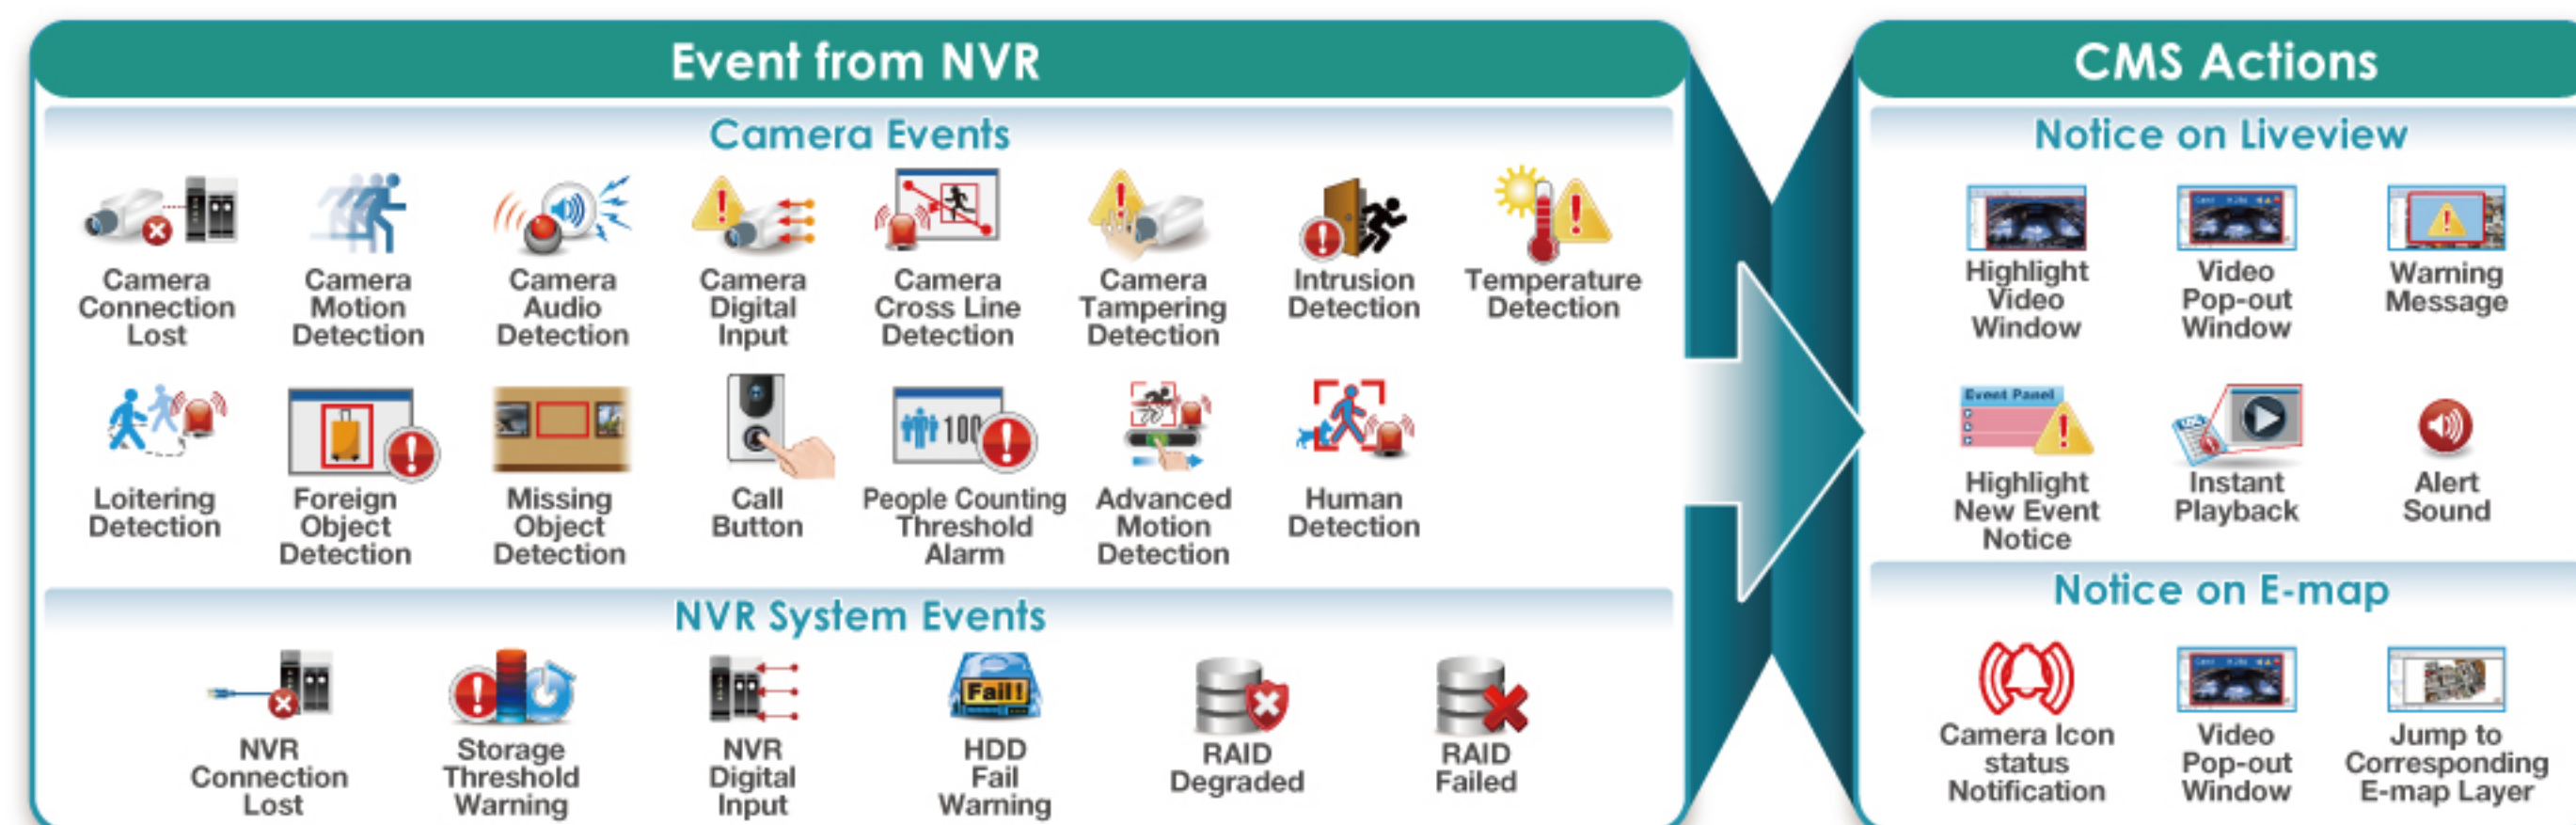 Event from NVR
Camera Events
Camera
Connection
Lost
Camera
Motion
Detection
Camera
Audio
Detection
Camera
Digital
Input
Camera
Cross Line
Detection
Camera
Tampering
Detection
Intrusion
Detection
Temperature
Detection
Loitering
Detection
Foreign
Object
Detection
Missing
Object
Detection
Call
Button
100
People Counting
Threshold
Alarm
Advanced
Motion
Detection
Human
Detection
NVR System Events
NVR
Connection
Lost
Storage
Threshold
Warning
NVR
Digital
Input
Fail!
HDD
Fail
Warning
RAID
Degraded
RAID
Failed
CMS Actions
Notice on Liveview
Highlight
Video
Window
Video
Pop-out
Window
Warning
Message
Event Panel
Highlight
New Event
Notice
LOG
Instant
Playback
Alert
Sound
Notice on E-map
Camera Icon
status
Notification
Video
Pop-out
Window
Jump to
Corresponding
E-map Layer